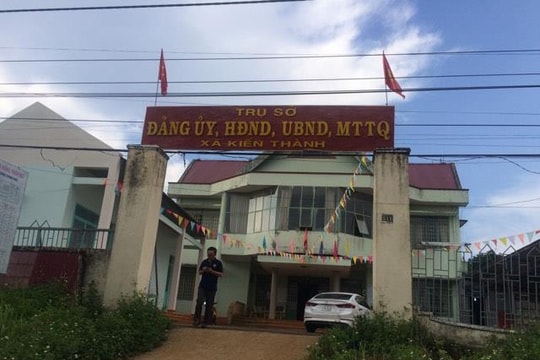 TRỤ SỞ
ĐẢNG ỦY, HĐND, UBND, MTTQ
XÃ KIẾN THÀNH